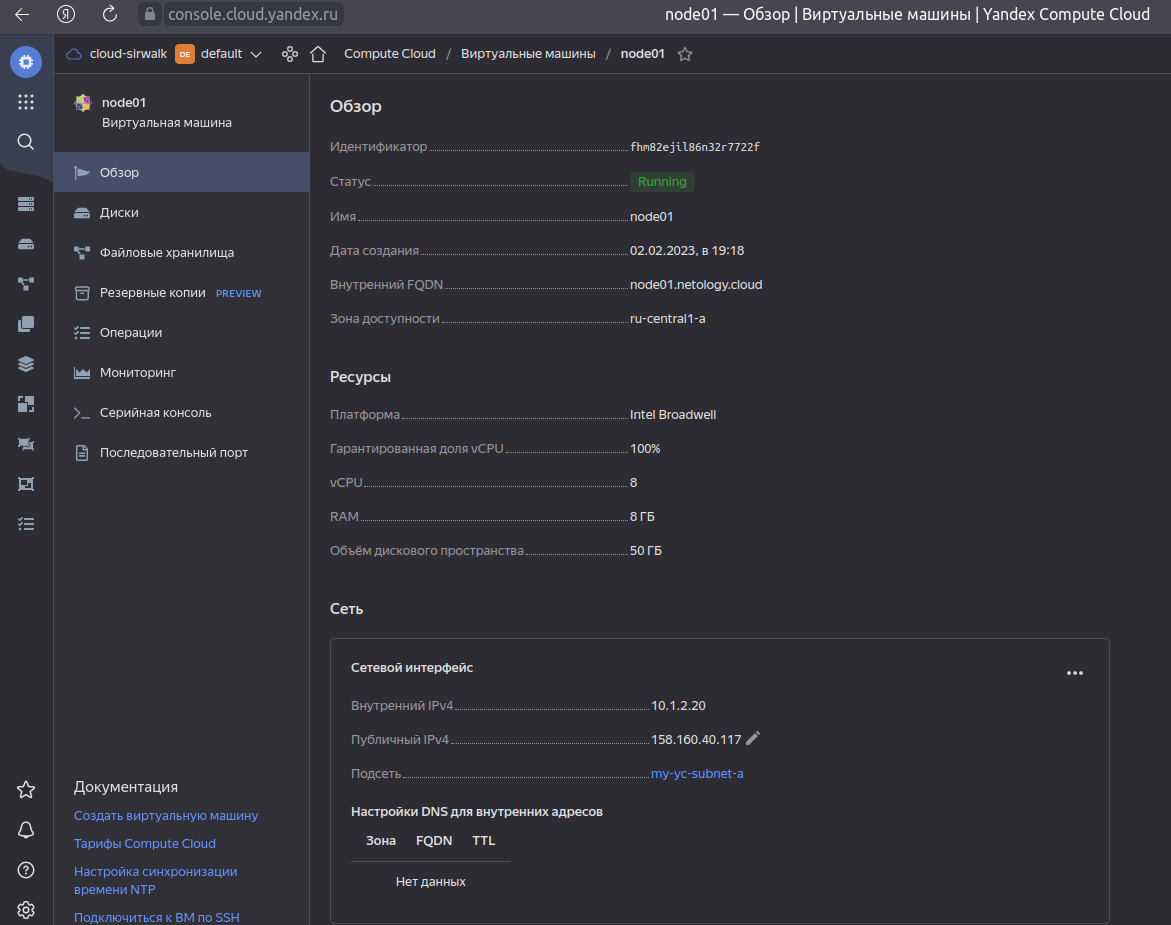 console.cloud.yandex.ru
node01 — Обзор | Виртуальные машины | Yandex Compute Cloud
cloud-sirwalk DE default Compute Cloud / Виртуальные машины / node01
node01
Виртуальная машина
Обзор
Диски
Файловые хранилища
Резервные копии PREVIEW
Операции
Мониторинг
Серийная консоль
Последовательный порт
Документация
Создать виртуальную машину
Тарифы Compute Cloud
Настройка синхронизации
времени NTP
Подключиться к ВМ по SSH
Обзор
Идентификатор fhm82ejil86n32r7722f
Статус Running
Имя node01
Дата создания 02.02.2023, в 19:18
Внутренний FQDN node01.netology.cloud
Зона доступности ru-central1-a
Ресурсы
Платформа Intel Broadwell
Гарантированная доля vCPU 100%
vCPU 8
RAM 8 ГБ
Объём дискового пространства 50 ГБ
Сеть
Сетевой интерфейс
Внутренний IPv4 10.1.2.20
Публичный IPv4 158.160.40.117
Подсеть my-yc-subnet-a
Настройки DNS для внутренних адресов
Зона FQDN TTL
Нет данных